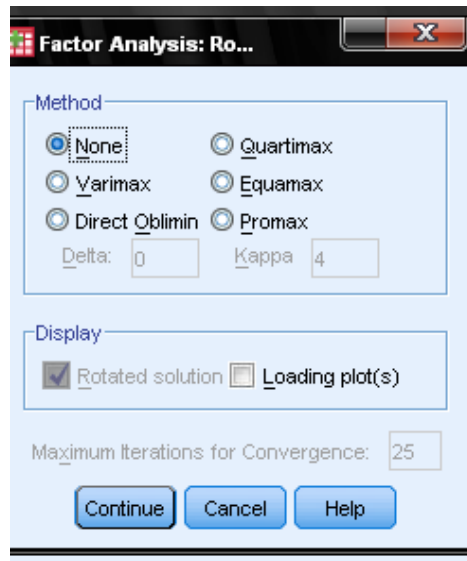 Factor Analysis: Ro...
Method
None Quartimax
Varimax Equamax
Direct Oblimin Promax
Delta: 0 Kappa 4
Display
Rotated solution Loading plot(s)
Maximum Iterations for Convergence: 25
Continue Cancel Help